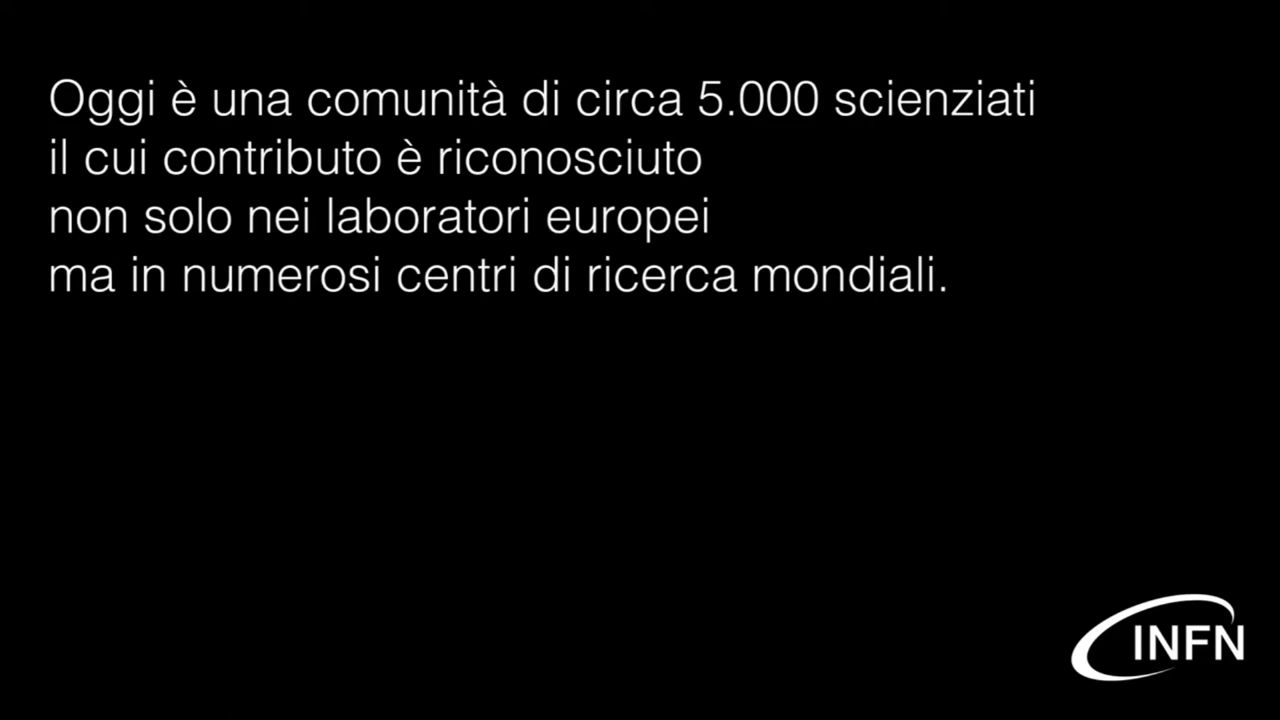 Oggi è una comunità di circa 5.000 scienziati
il cui contributo è riconosciuto
non solo nei laboratori europei
ma in numerosi centri di ricerca mondiali.
INFN